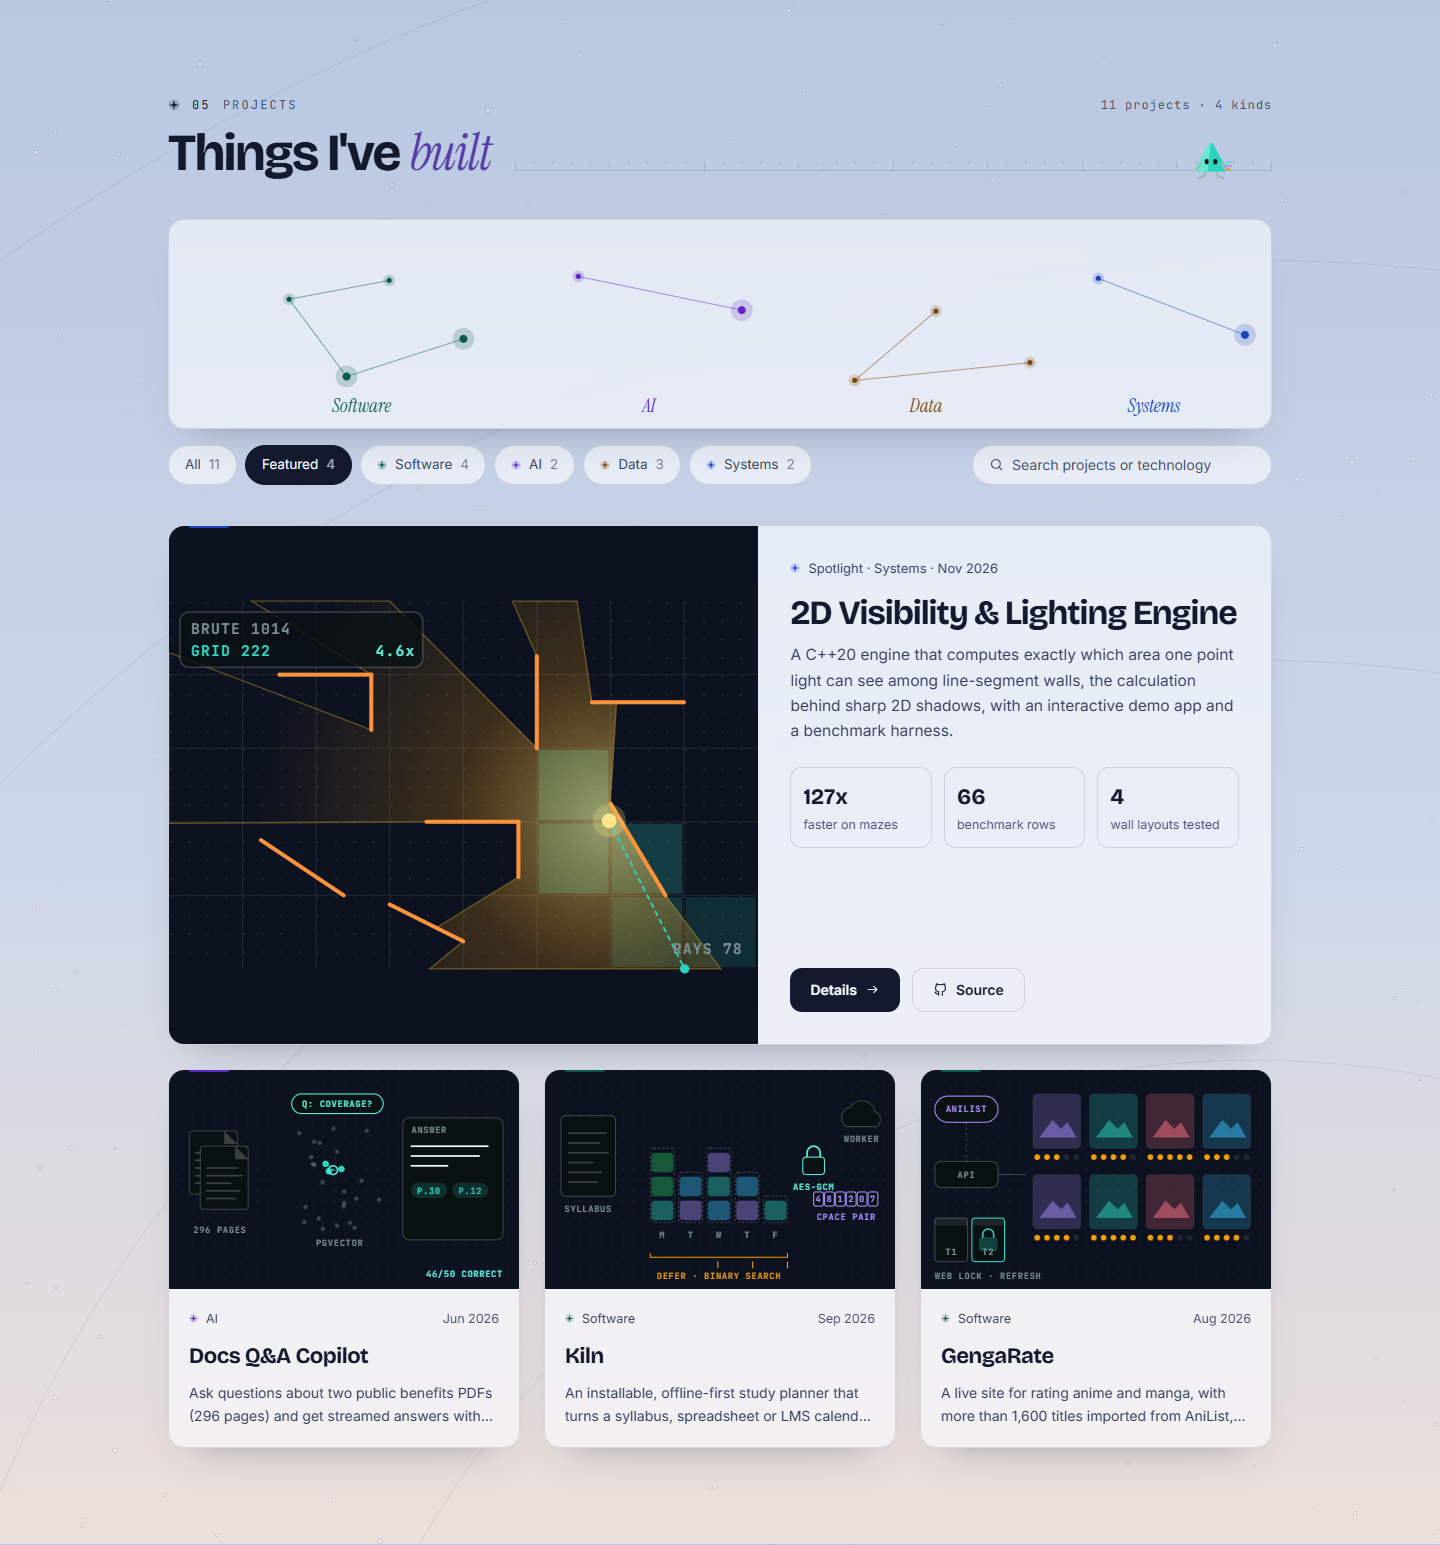 05 PROJECTS
11 projects · 4 kinds
Things I've built
Software
AI
Data
Systems
All 11
Featured 4
Software 4
AI 2
Data 3
Systems 2
Search projects or technology
BRUTE 1014
GRID 222 4.6x
RAYS 78
Spotlight · Systems · Nov 2026
2D Visibility & Lighting Engine
A C++20 engine that computes exactly which area one point
light can see among line-segment walls, the calculation
behind sharp 2D shadows, with an interactive demo app and
a benchmark harness.
127x
faster on mazes
66
benchmark rows
4
wall layouts tested
Details →
Source
Q: COVERAGE?
ANSWER
P.30 P.12
296 PAGES
PGVECTOR
46/50 CORRECT
AI
Jun 2026
Docs Q&A Copilot
Ask questions about two public benefits PDFs
(296 pages) and get streamed answers with...
WORKER
AES-GCM
481207
CPACE PAIR
SYLLABUS
M T W T F
DEFER · BINARY SEARCH
Software
Sep 2026
Kiln
An installable, offline-first study planner that
turns a syllabus, spreadsheet or LMS calend...
ANILIST
API
T1 T2
WEB LOCK · REFRESH
Software
Aug 2026
GengaRate
A live site for rating anime and manga, with
more than 1,600 titles imported from AniList,...